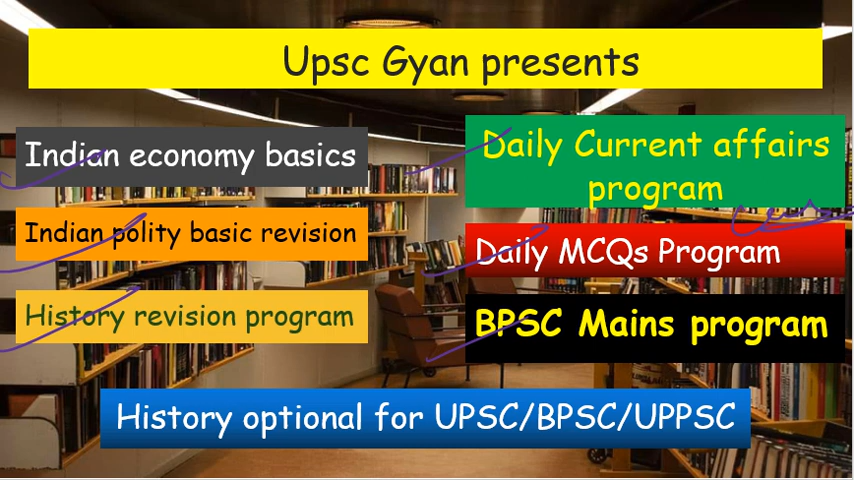 Upsc Gyan presents
Indian economy basics
Indian polity basic revision
History revision program
Daily Current affairs
program
Daily MCQs Program
BPSC Mains program
History optional for UPSC/BPSC/UPPSC